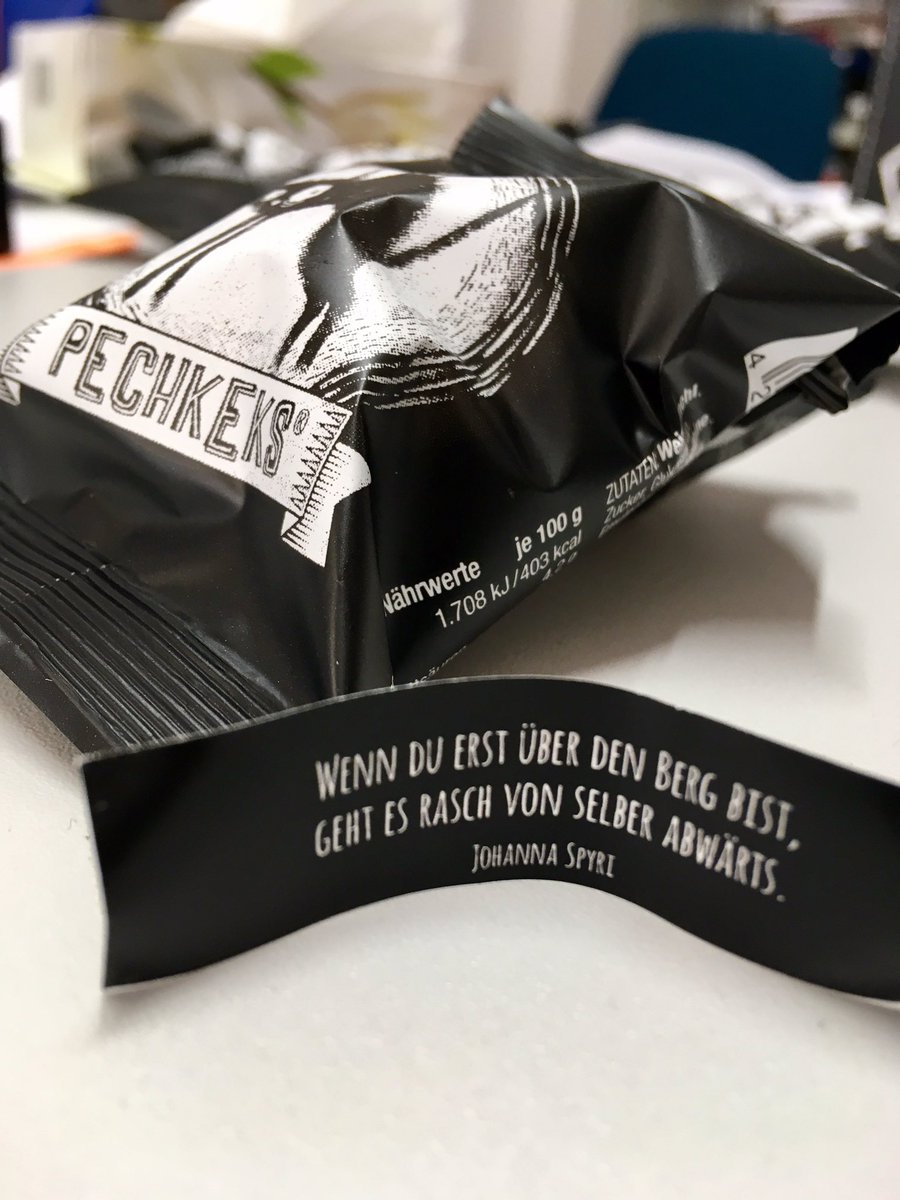 PECHKEKS®
Nährwerte je 100 g
1.708 kJ/403 kcal
ZUTATEN
Zucker,
WENN DU ERST ÜBER DEN BERG BIST,
GEHT ES RASCH VON SELBER ABWÄRTS.
JOHANNA SPYRI